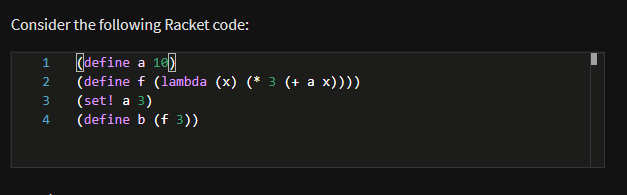 Consider the following Racket code:
1 (define a 10)
2 (define f (lambda (x) (* 3 (+ a x))))
3 (set! a 3)
4 (define b (f 3))